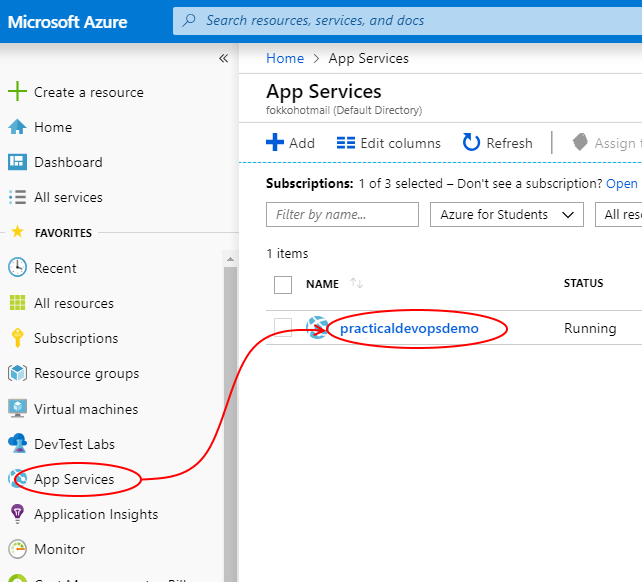 Microsoft Azure
Search resources, services, and docs
«
Create a resource
Home
Dashboard
All services
FAVORITES
Recent
All resources
Subscriptions
Resource groups
Virtual machines
DevTest Labs
App Services
Application Insights
Monitor
Home > App Services
App Services
fokkohotmail (Default Directory)
Add Edit columns Refresh Assign
Subscriptions: 1 of 3 selected – Don't see a subscription? Open
Filter by name... Azure for Students All
1 items
NAME STATUS
practicaldevopsdemo Running